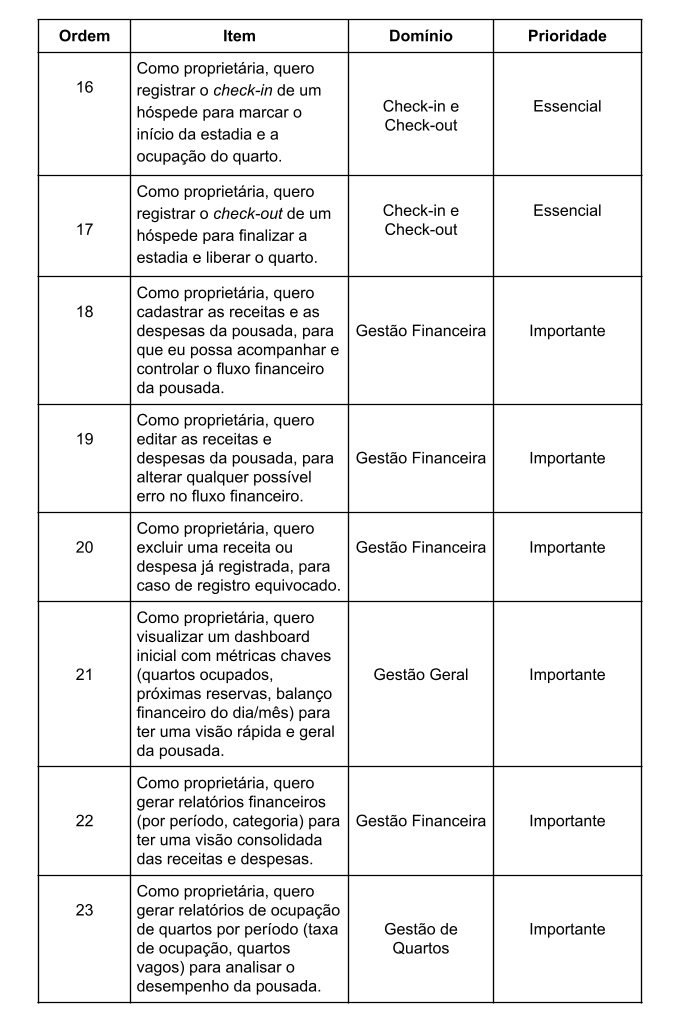 Ordem Item Domínio Prioridade
16
Como proprietária, quero
registrar o check-in de um
hóspede para marcar o
início da estadia e a
ocupação do quarto.
Check-in e
Check-out
Essencial
17
Como proprietária, quero
registrar o check-out de um
hóspede para finalizar a
estadia e liberar o quarto.
Check-in e
Check-out
Essencial
18
Como proprietária, quero
cadastrar as receitas e as
despesas da pousada, para
que eu possa acompanhar e
controlar o fluxo financeiro
da pousada.
Gestão Financeira
Importante
19
Como proprietária, quero
editar as receitas e
despesas da pousada, para
alterar qualquer possível
erro no fluxo financeiro.
Gestão Financeira
Importante
20
Como proprietária, quero
excluir uma receita ou
despesa já registrada, para
caso de registro equivocado.
Gestão Financeira
Importante
21
Como proprietária, quero
visualizar um dashboard
inicial com métricas chaves
(quartos ocupados,
próximas reservas, balanço
financeiro do dia/mês) para
ter uma visão rápida e geral
da pousada.
Gestão Geral
Importante
22
Como proprietária, quero
gerar relatórios financeiros
(por período, categoria) para
ter uma visão consolidada
das receitas e despesas.
Gestão Financeira
Importante
23
Como proprietária, quero
gerar relatórios de ocupação
de quartos por período (taxa
de ocupação, quartos
vagos) para analisar o
desempenho da pousada.
Gestão de
Quartos
Importante